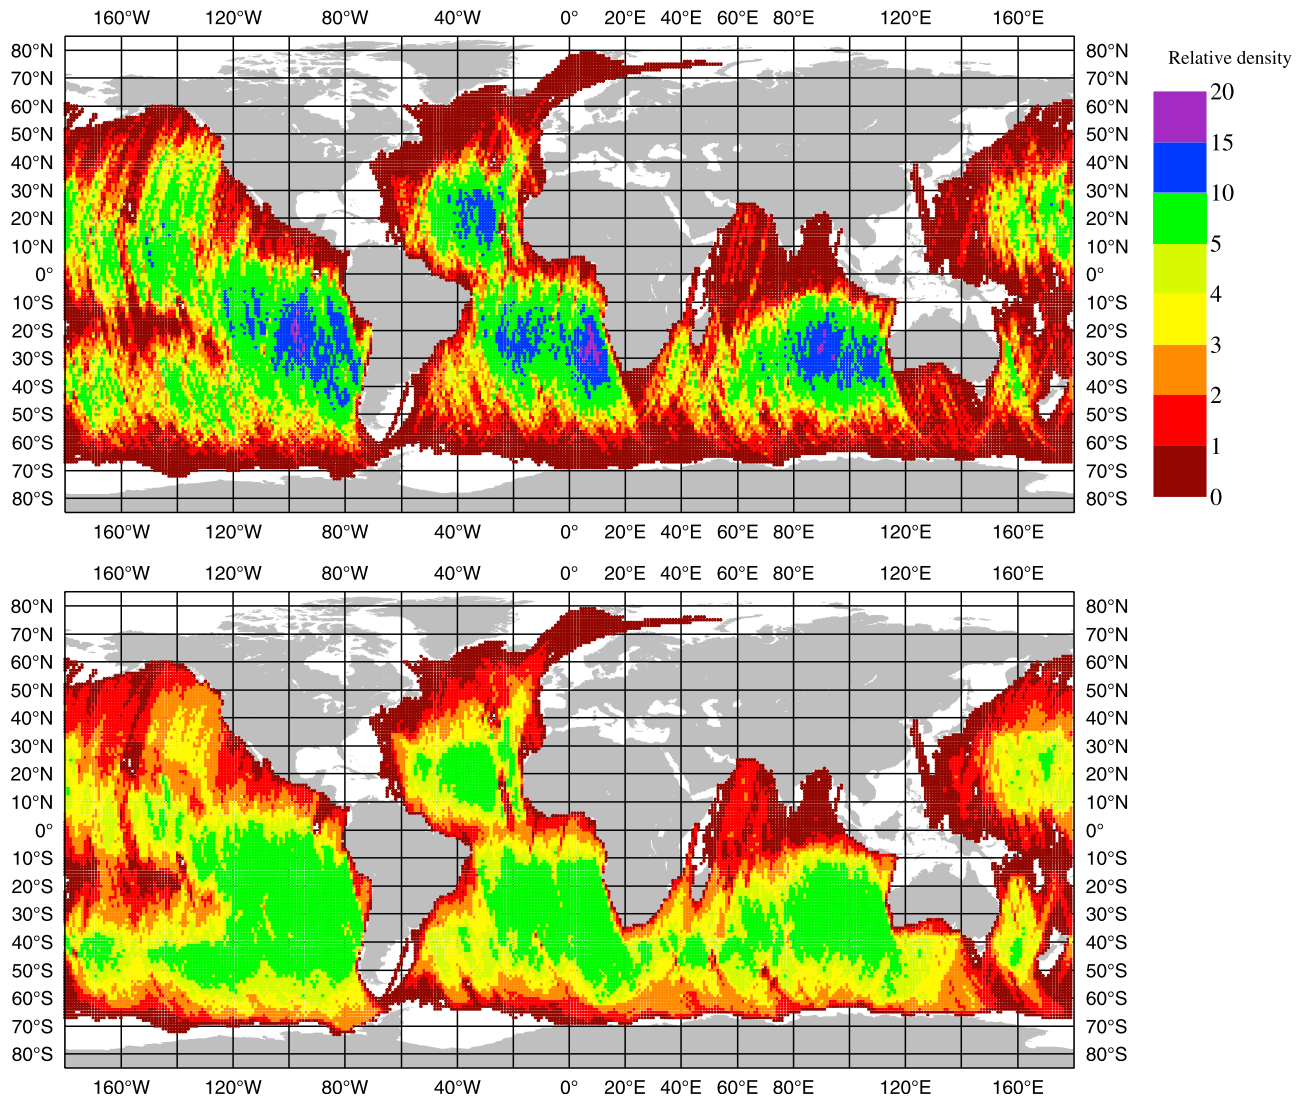 160°W 120°W 80°W 40°W 0° 20°E 40°E 60°E 80°E 120°E 160°E
Relative density
80°N 80°N
70°N 70°N
60°N 60°N
50°N 50°N
40°N 40°N
30°N 30°N
20°N 20°N
10°N 10°N
0° 0°
10°S 10°S
20°S 20°S
30°S 30°S
40°S 40°S
50°S 50°S
60°S 60°S
70°S 70°S
80°S 80°S
20
15
10
5
4
3
2
1
0
160°W 120°W 80°W 40°W 0° 20°E 40°E 60°E 80°E 120°E 160°E
160°W 120°W 80°W 40°W 0° 20°E 40°E 60°E 80°E 120°E 160°E
80°N 80°N
70°N 70°N
60°N 60°N
50°N 50°N
40°N 40°N
30°N 30°N
20°N 20°N
10°N 10°N
0° 0°
10°S 10°S
20°S 20°S
30°S 30°S
40°S 40°S
50°S 50°S
60°S 60°S
70°S 70°S
80°S 80°S
160°W 120°W 80°W 40°W 0° 20°E 40°E 60°E 80°E 120°E 160°E